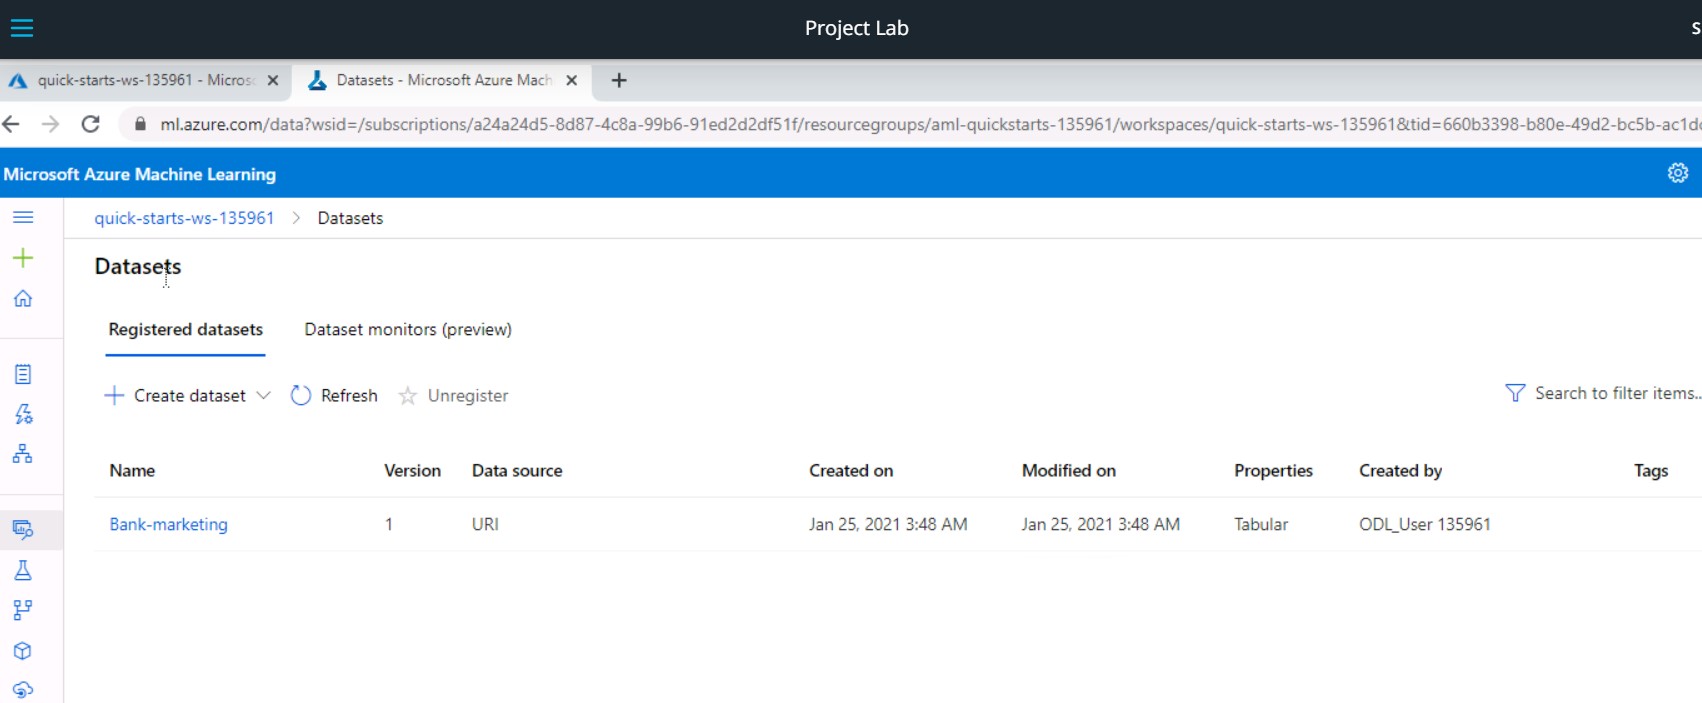 Project Lab
S
quick-starts-ws-135961 - Micros
Datasets - Microsoft Azure Mach
ml.azure.com/data?wsid=/subscriptions/a24a24d5-8d87-4c8a-99b6-91ed2d2df51f/resourcegroups/aml-quickstarts-135961/workspaces/quick-starts-ws-135961&tid=660b3398-b80e-49d2-bc5b-ac1d
Microsoft Azure Machine Learning
quick-starts-ws-135961 > Datasets
Datasets
Registered datasets Dataset monitors (preview)
Create dataset Refresh Unregister Search to filter items..
Name Version Data source Created on Modified on Properties Created by Tags
Bank-marketing 1 URI Jan 25, 2021 3:48 AM Jan 25, 2021 3:48 AM Tabular ODL_User 135961